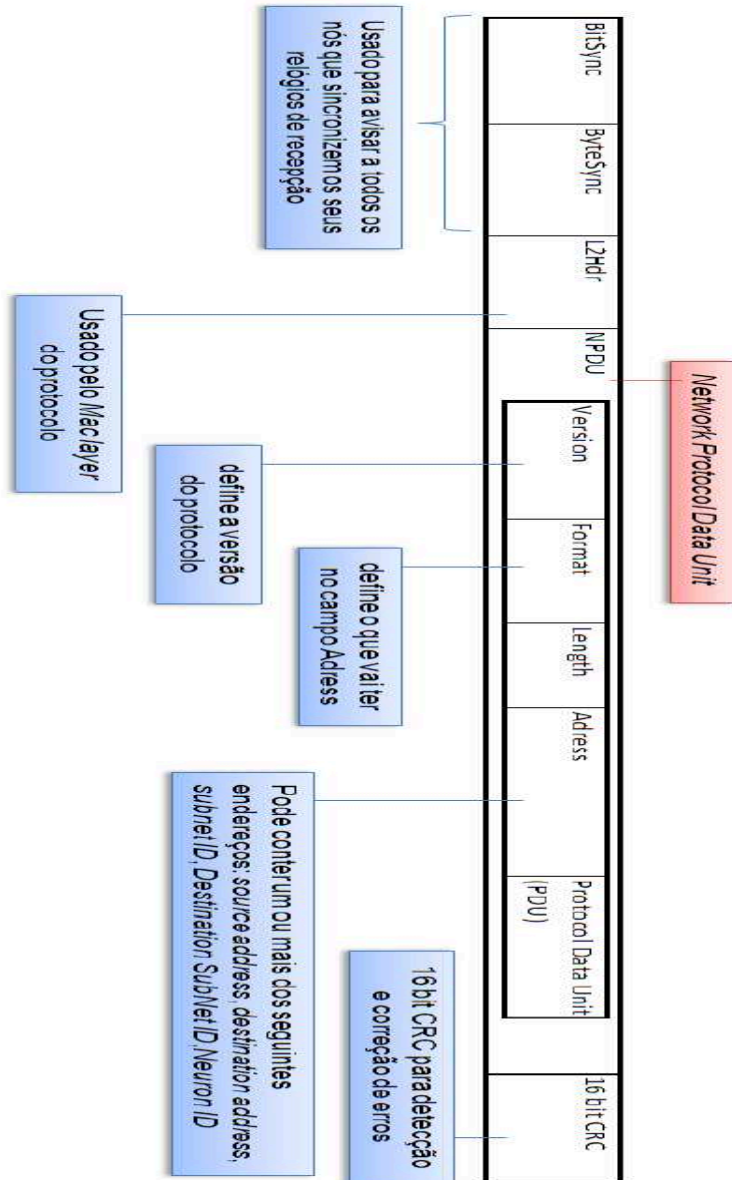 Network Protocol Data Unit
BitSync
ByteSync
L2Hdr
NPDU
Version
Format
Length
Adress
Protocol Data Unit
(PDU)
16 bit CRC
Usado para avisar a todos os
nós que sincronizem os seus
relógios de recepção
Usado pelo Mac layer
do protocolo
define a versão
do protocolo
define o que vai ter
no campo Adress
Pode conter um ou mais dos seguintes
endereços: source address, destination address,
subnet ID, Destination SubNet ID, Neuron ID
16 bit CRC para detecção
e correção de erros